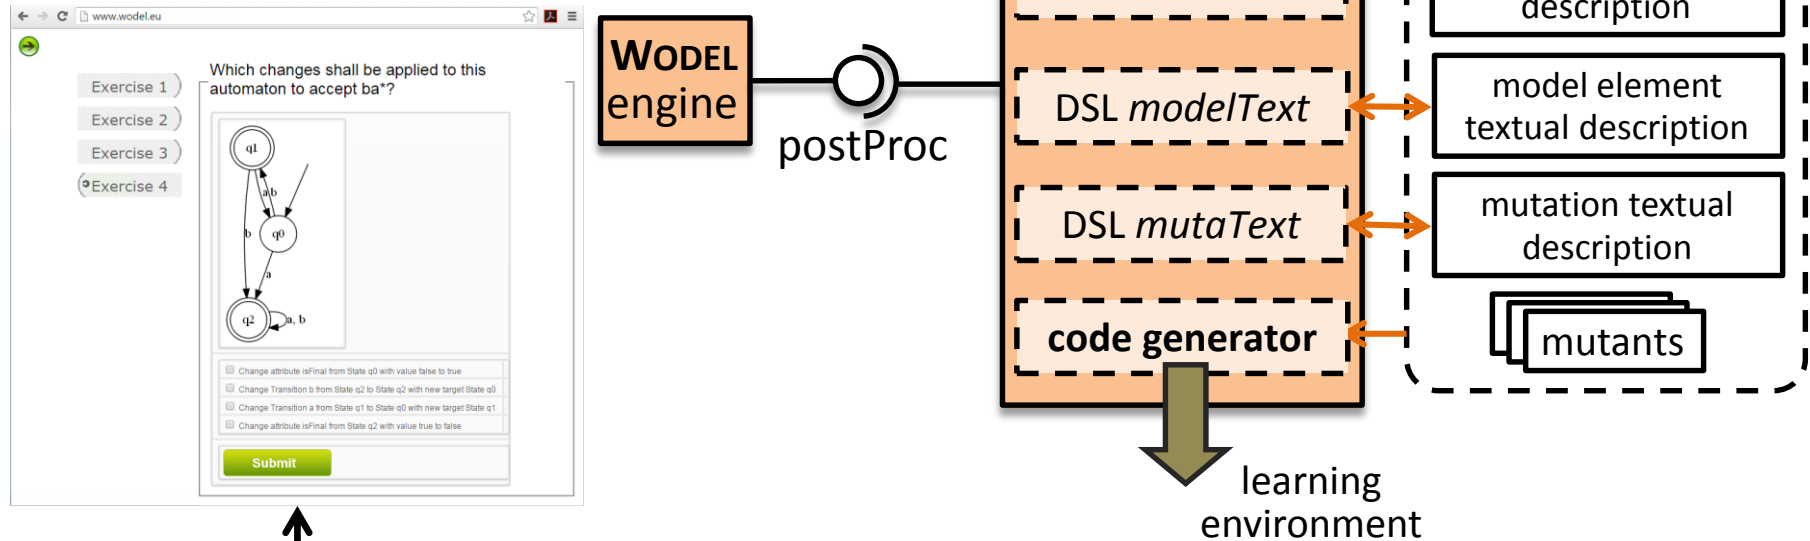 www.wodel.eu
Exercise 1
Exercise 2
Exercise 3
Exercise 4
Which changes shall be applied to this
automaton to accept ba*?
q1
a b
b
q0
a
q2
a, b
Change attribute isFinal from State q0 with value false to true
Change Transition b from State q2 to State q2 with new target State q0
Change Transition a from State q1 to State q0 with new target State q1
Change attribute isFinal from State q2 with value true to false
Submit
WODEL
engine
postProc
DSL modelText
DSL mutaText
code generator
learning
environment
description
model element
textual description
mutation textual
description
mutants